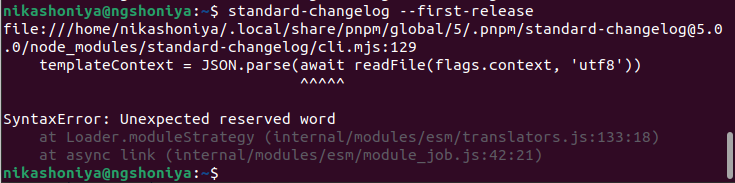 nikashoniya@ngshoniya:~$ standard-changelog --first-release
file:///home/nikashoniya/.local/share/pnpm/global/5/.pnpm/standard-changelog@5.0
.0/node_modules/standard-changelog/cli.mjs:129
    templateContext = JSON.parse(await readFile(flags.context, 'utf8'))
                                 ^^^^^

SyntaxError: Unexpected reserved word
    at Loader.moduleStrategy (internal/modules/esm/translators.js:133:18)
    at async link (internal/modules/esm/module_job.js:42:21)
nikashoniya@ngshoniya:~$